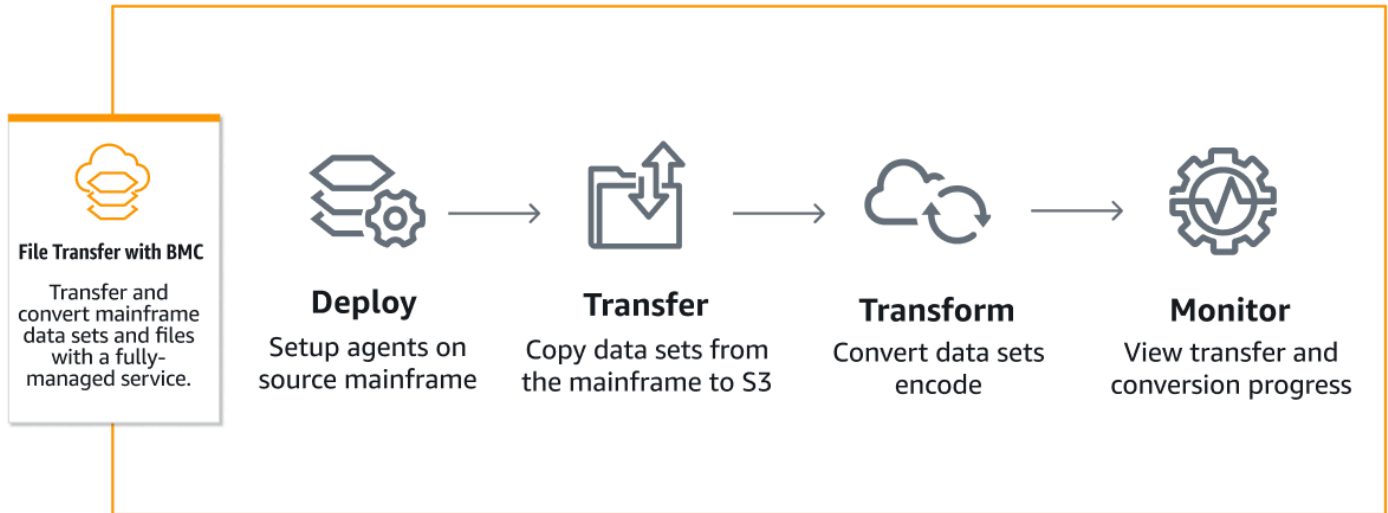 File Transfer with BMC
Transfer and
convert mainframe
data sets and files
with a fully-
managed service.
Deploy
Setup agents on
source mainframe
Transfer
Copy data sets from
the mainframe to S3
Transform
Convert data sets
encode
Monitor
View transfer and
conversion progress